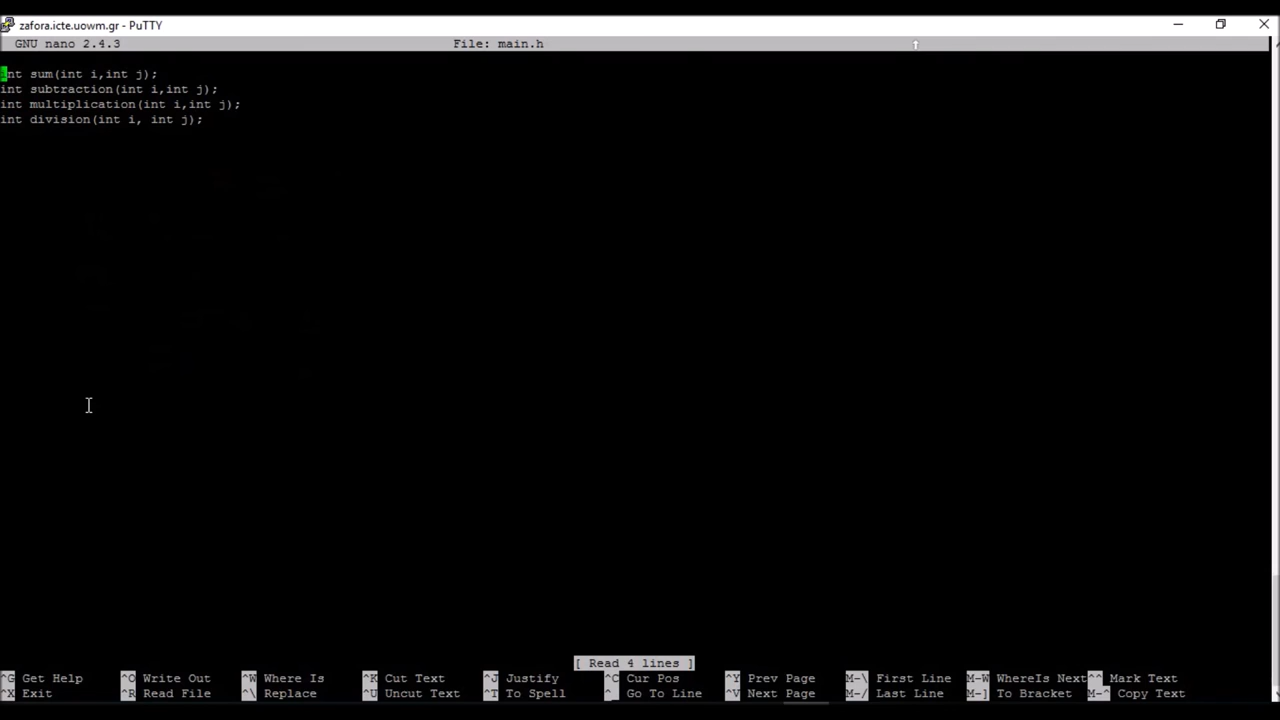 zafora.icte.uowm.gr - PuTTY
GNU nano 2.4.3 File: main.h
int sum(int i,int j);
int subtraction(int i,int j);
int multiplication(int i,int j);
int division(int i, int j);
[ Read 4 lines ]
^G Get Help ^O Write Out ^W Where Is ^K Cut Text ^J Justify ^C Cur Pos ^Y Prev Page M-\ First Line M-W WhereIs Next ^^ Mark Text
^X Exit ^R Read File ^\ Replace ^U Uncut Text ^T To Spell ^_ Go To Line ^V Next Page M-/ Last Line M-] To Bracket M-^ Copy Text